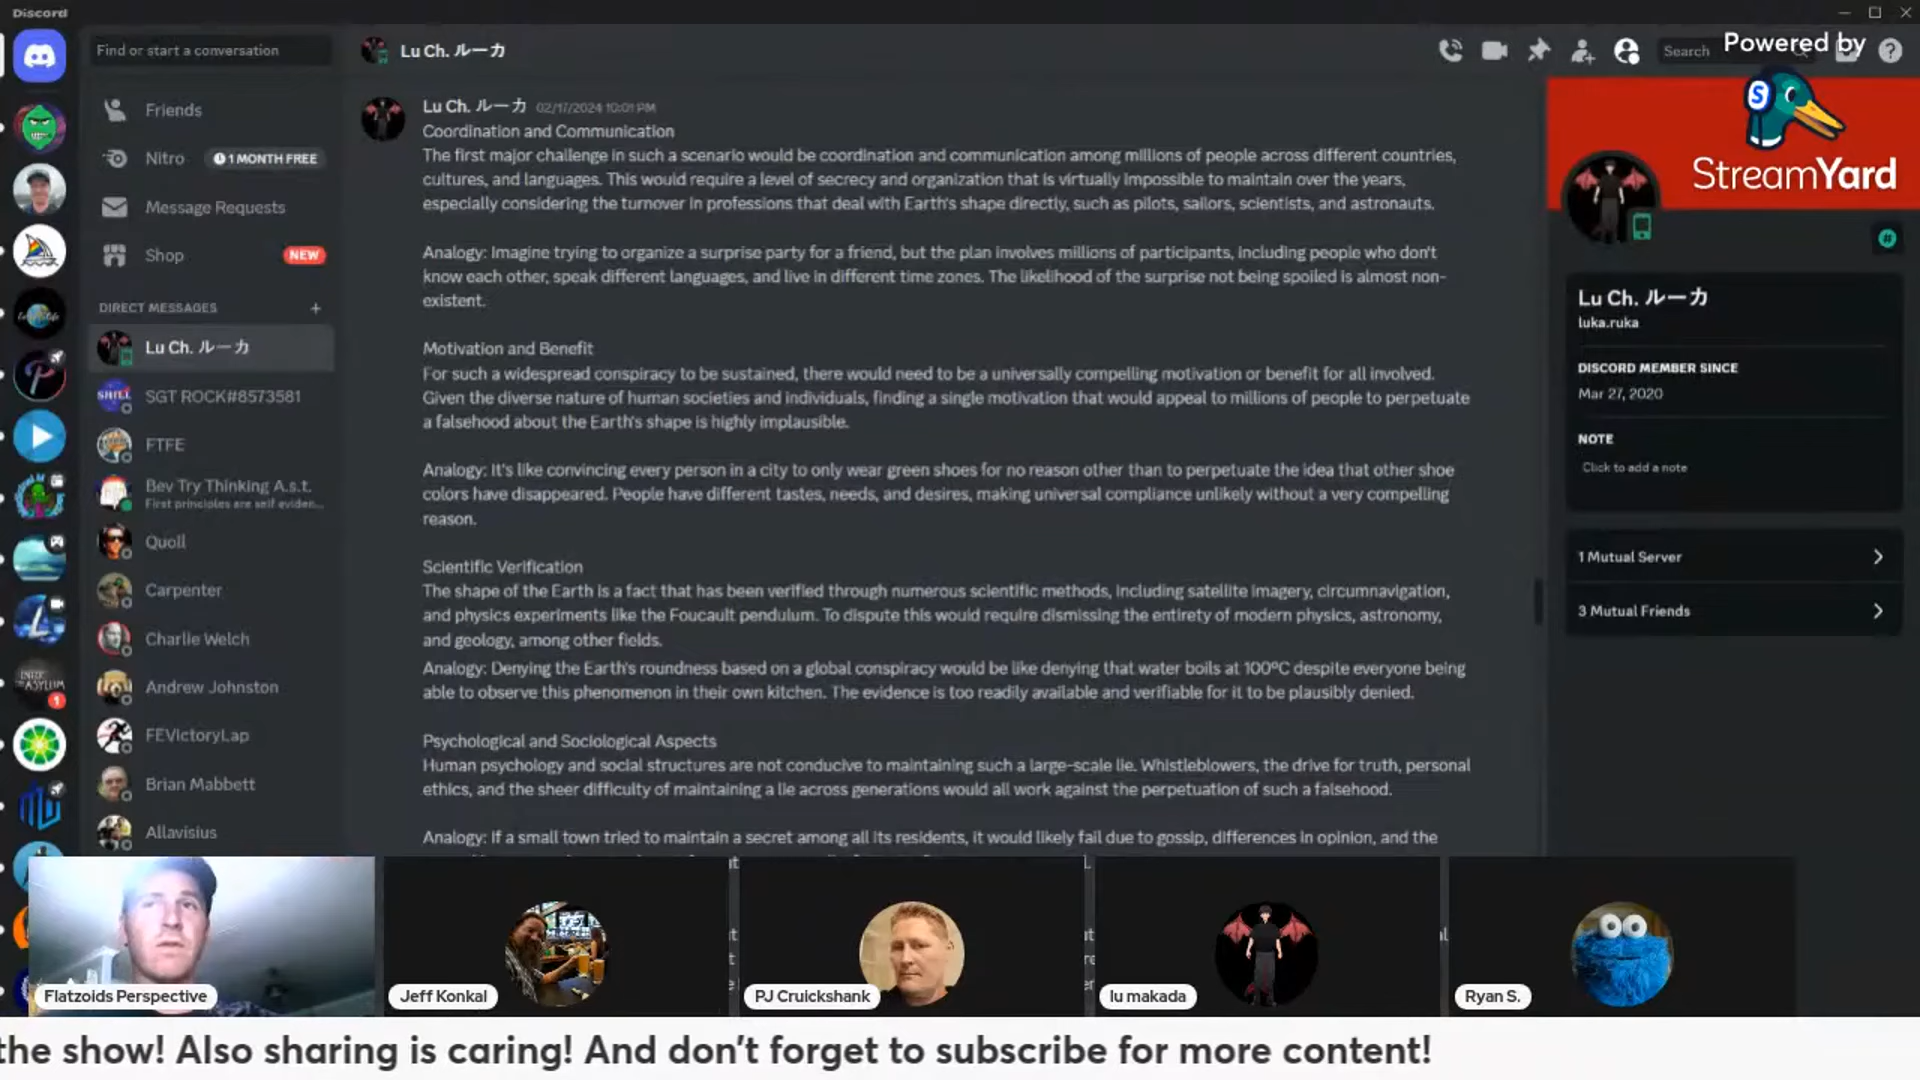 Discord
Find or start a conversation
Friends
Nitro
1 MONTH FREE
Message Requests
Shop
NEW
DIRECT MESSAGES +
Lu Ch. ルーカ
SGT ROCK#8573581
FTFE
Bev Try Thinking A.s.t.
First principles are self eviden...
Quoll
Carpenter
Charlie Welch
Andrew Johnston
FEVictoryLap
Brian Mabbett
Allavisius
Lu Ch. ルーカ
Search
Powered by
StreamYard
Lu Ch. ルーカ 02/17/2024 10:01 PM
Coordination and Communication
The first major challenge in such a scenario would be coordination and communication among millions of people across different countries,
cultures, and languages. This would require a level of secrecy and organization that is virtually impossible to maintain over the years,
especially considering the turnover in professions that deal with Earth's shape directly, such as pilots, sailors, scientists, and astronauts.
Analogy: Imagine trying to organize a surprise party for a friend, but the plan involves millions of participants, including people who don't
know each other, speak different languages, and live in different time zones. The likelihood of the surprise not being spoiled is almost non-
existent.
Motivation and Benefit
For such a widespread conspiracy to be sustained, there would need to be a universally compelling motivation or benefit for all involved.
Given the diverse nature of human societies and individuals, finding a single motivation that would appeal to millions of people to perpetuate
a falsehood about the Earth's shape is highly implausible.
Analogy: It's like convincing every person in a city to only wear green shoes for no reason other than to perpetuate the idea that other shoe
colors have disappeared. People have different tastes, needs, and desires, making universal compliance unlikely without a very compelling
reason.
Scientific Verification
The shape of the Earth is a fact that has been verified through numerous scientific methods, including satellite imagery, circumnavigation,
and physics experiments like the Foucault pendulum. To dispute this would require dismissing the entirety of modern physics, astronomy,
and geology, among other fields.
Analogy: Denying the Earth's roundness based on a global conspiracy would be like denying that water boils at 100°C despite everyone being
able to observe this phenomenon in their own kitchen. The evidence is too readily available and verifiable for it to be plausibly denied.
Psychological and Sociological Aspects
Human psychology and social structures are not conducive to maintaining such a large-scale lie. Whistleblowers, the drive for truth, personal
ethics, and the sheer difficulty of maintaining a lie across generations would all work against the perpetuation of such a falsehood.
Analogy: If a small town tried to maintain a secret among all its residents, it would likely fail due to gossip, differences in opinion, and the
Lu Ch. ルーカ
luka.ruka
DISCORD MEMBER SINCE
Mar 27, 2020
NOTE
Click to add a note
1 Mutual Server
3 Mutual Friends
Flatzoids Perspective
Jeff Konkal
PJ Cruickshank
lu makada
Ryan S.
the show! Also sharing is caring! And don't forget to subscribe for more content!